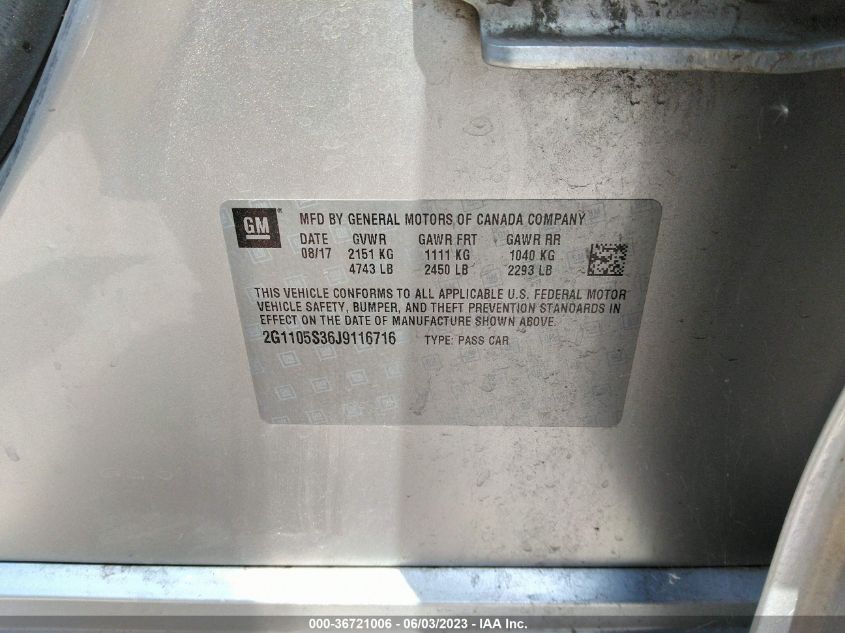 GM ® MFD BY GENERAL MOTORS OF CANADA COMPANY
DATE GVWR GAWR FRT GAWR RR
08/17 2151 KG 1111 KG 1040 KG
4743 LB 2450 LB 2293 LB
THIS VEHICLE CONFORMS TO ALL APPLICABLE U.S. FEDERAL MOTOR
VEHICLE SAFETY, BUMPER, AND THEFT PREVENTION STANDARDS IN
EFFECT ON THE DATE OF MANUFACTURE SHOWN ABOVE.
2G1105S36J9116716 TYPE: PASS CAR
000-36721006 - 06/03/2023 - IAA Inc.